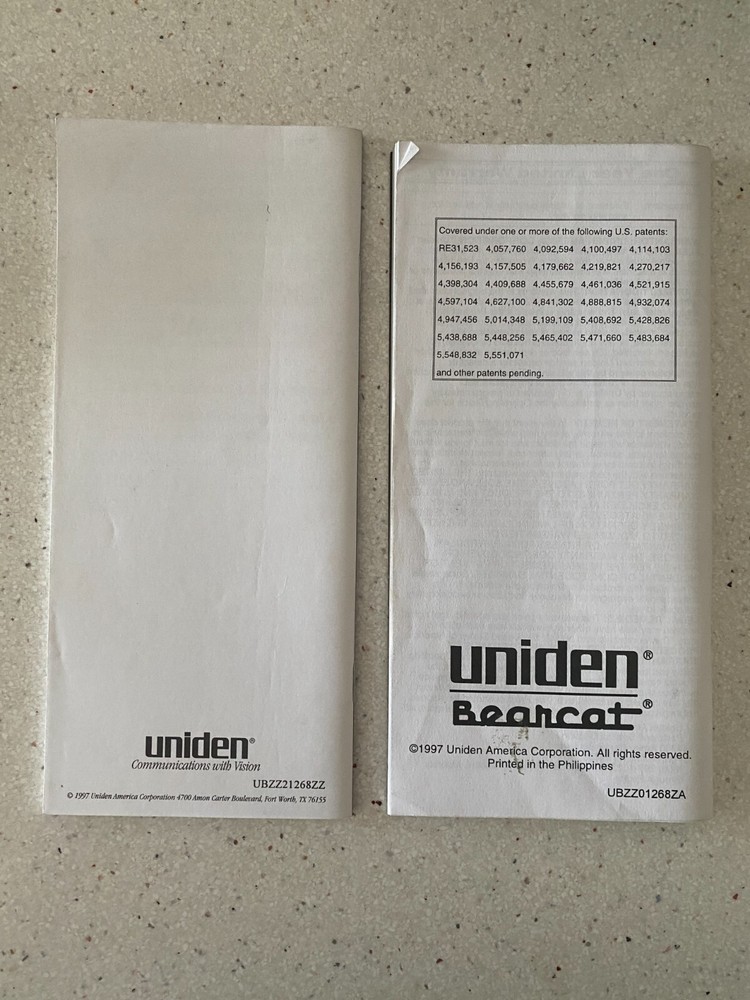 uniden®
Communications with Vision
UBZZ21268ZZ
© 1997 Uniden America Corporation 4700 Amon Carter Boulevard, Fort Worth, TX 76155
Covered under one or more of the following U.S. patents:
RE31,523 4,057,760 4,092,594 4,100,497 4,114,103
4,156,193 4,157,505 4,179,662 4,219,821 4,270,217
4,398,304 4,409,688 4,455,679 4,461,036 4,521,915
4,597,104 4,627,100 4,841,302 4,888,815 4,932,074
4,947,456 5,014,348 5,199,109 5,408,692 5,428,826
5,438,688 5,448,256 5,465,402 5,471,660 5,483,684
5,548,832 5,551,071
and other patents pending.
uniden®
Bearcat®
©1997 Uniden America Corporation. All rights reserved.
Printed in the Philippines
UBZZ01268ZA